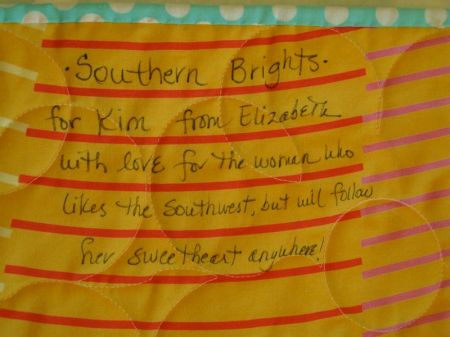 ·Southern Brights·
for Kim from Elizabeth
with love for the woman who
likes the Southwest, but will follow
her sweetheart anywhere!